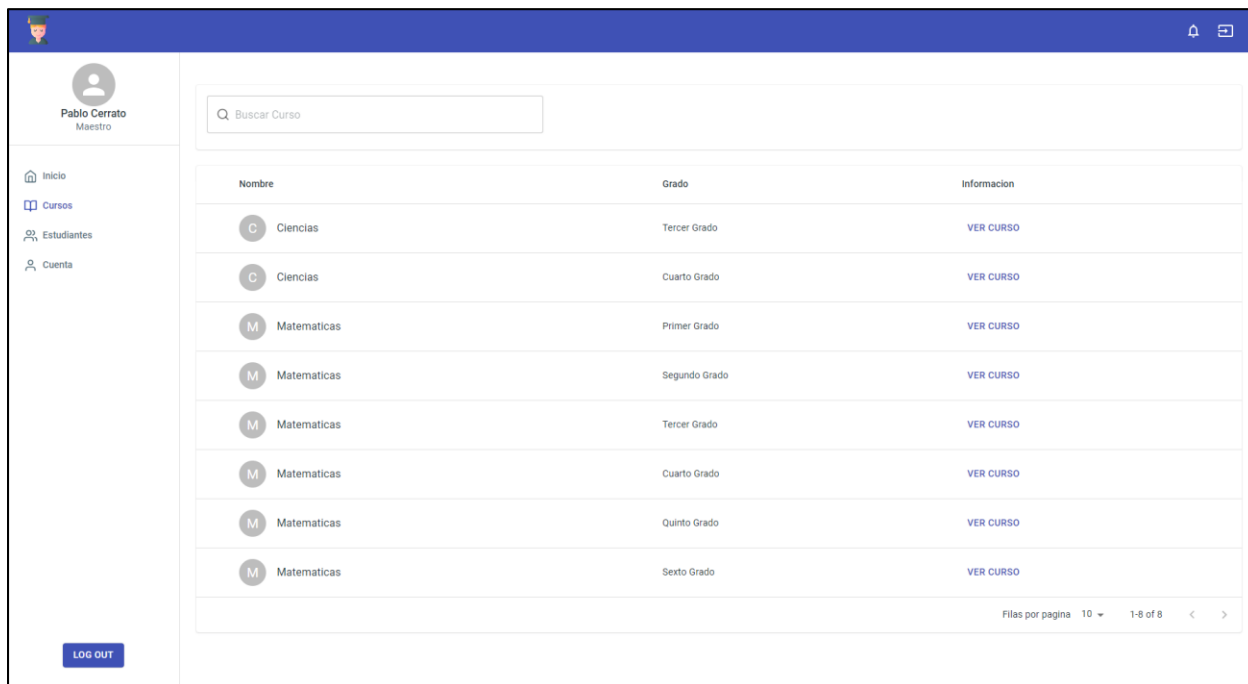 Pablo Cerrato
Maestro
Inicio
Cursos
Estudiantes
Cuenta
LOG OUT
Buscar Curso
Nombre Grado Informacion
C Ciencias Tercer Grado VER CURSO
C Ciencias Cuarto Grado VER CURSO
M Matematicas Primer Grado VER CURSO
M Matematicas Segundo Grado VER CURSO
M Matematicas Tercer Grado VER CURSO
M Matematicas Cuarto Grado VER CURSO
M Matematicas Quinto Grado VER CURSO
M Matematicas Sexto Grado VER CURSO
Filas por pagina 10 1-8 of 8